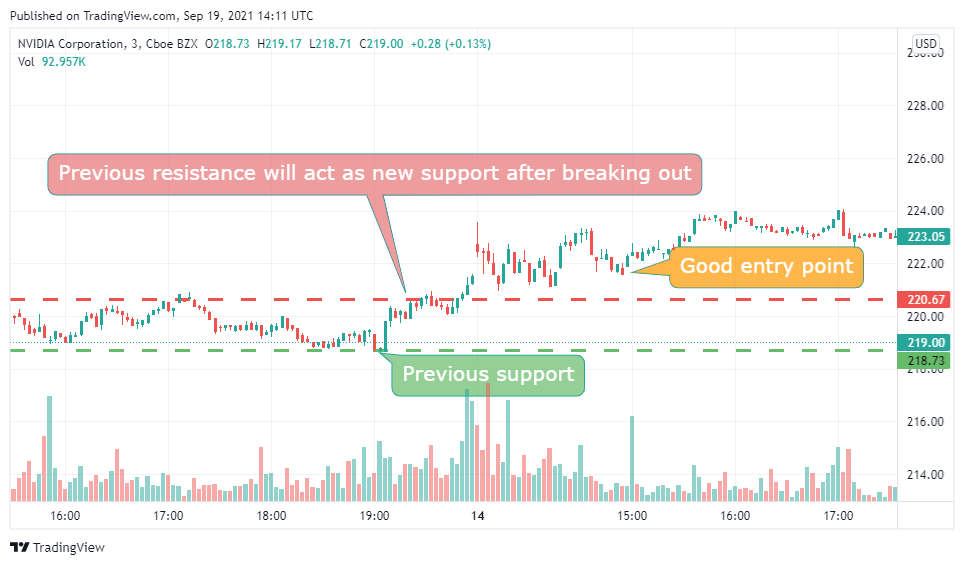 Published on TradingView.com, Sep 19, 2021 14:11 UTC
NVIDIA Corporation, 3, Cboe BZX O218.73 H219.17 L218.71 C219.00 +0.28 (+0.13%)
USD
Vol 92.957K
230.00
228.00
226.00
Previous resistance will act as new support after breaking out
224.00
223.05
222.00
Good entry point
220.67
220.00
219.00
218.73
218.00
Previous support
216.00
214.00
16:00 17:00 18:00 19:00 14 15:00 16:00 17:00
TradingView